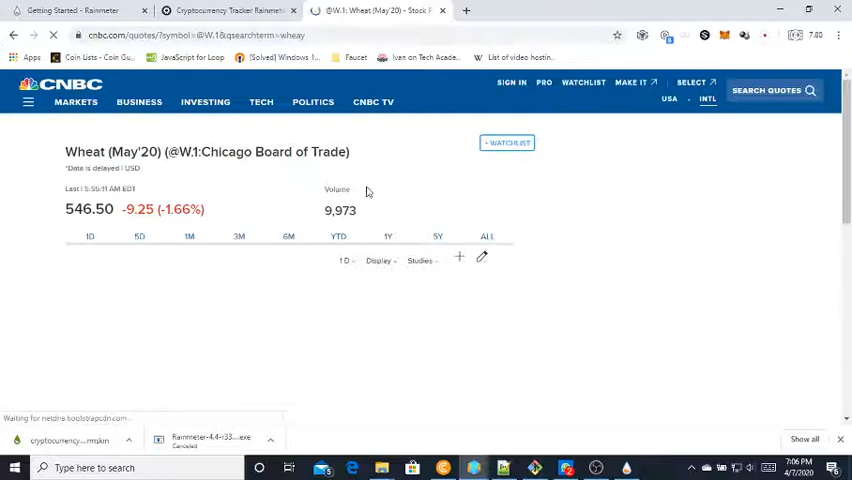 Getting Started - Rainmeter
Cryptocurrency Tracker Rainmet
@W.1: Wheat (May'20) - Stock P
cnbc.com/quotes/?symbol=@W.1&qsearchterm=wheay
7.80
Apps
Coin Lists - Coin Gu...
JavaScript for Loop
[Solved] Windows 1...
Faucet
Ivan on Tech Acade...
List of video hostin...
CNBC
SIGN IN PRO WATCHLIST MAKE IT SELECT
USA - INTL
SEARCH QUOTES
MARKETS BUSINESS INVESTING TECH POLITICS CNBC TV
Wheat (May'20) (@W.1:Chicago Board of Trade)
+ WATCHLIST
*Data is delayed | USD
Last | 5:55:11 AM EDT
Volume
546.50 -9.25 (-1.66%)
9,973
1D 5D 1M 3M 6M YTD 1Y 5Y ALL
1 D Display Studies
Waiting for netdna.bootstrapcdn.com...
cryptocurrency....rmskin
Rainmeter-4.4-r33....exe
Canceled
Show all
Type here to search
7:06 PM
4/7/2020